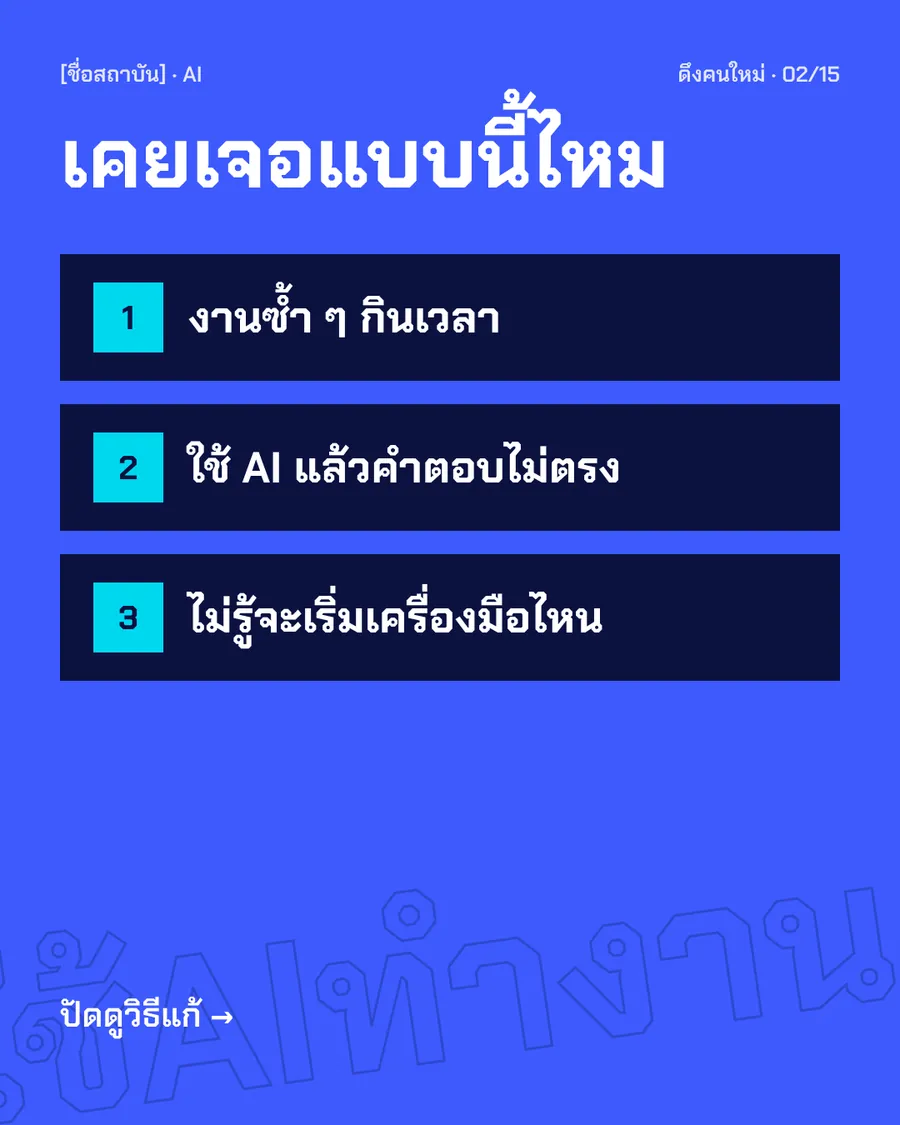 [ชื่อสถาบัน] · AI
ดึงคนใหม่ · 02/15
เคยเจอแบบนี้ไหม
1 งานซ้ำ ๆ กินเวลา
2 ใช้ AI แล้วคำตอบไม่ตรง
3 ไม่รู้จะเริ่มเครื่องมือไหน
ใช้AIทำงาน
ปัดดูวิธีแก้ →